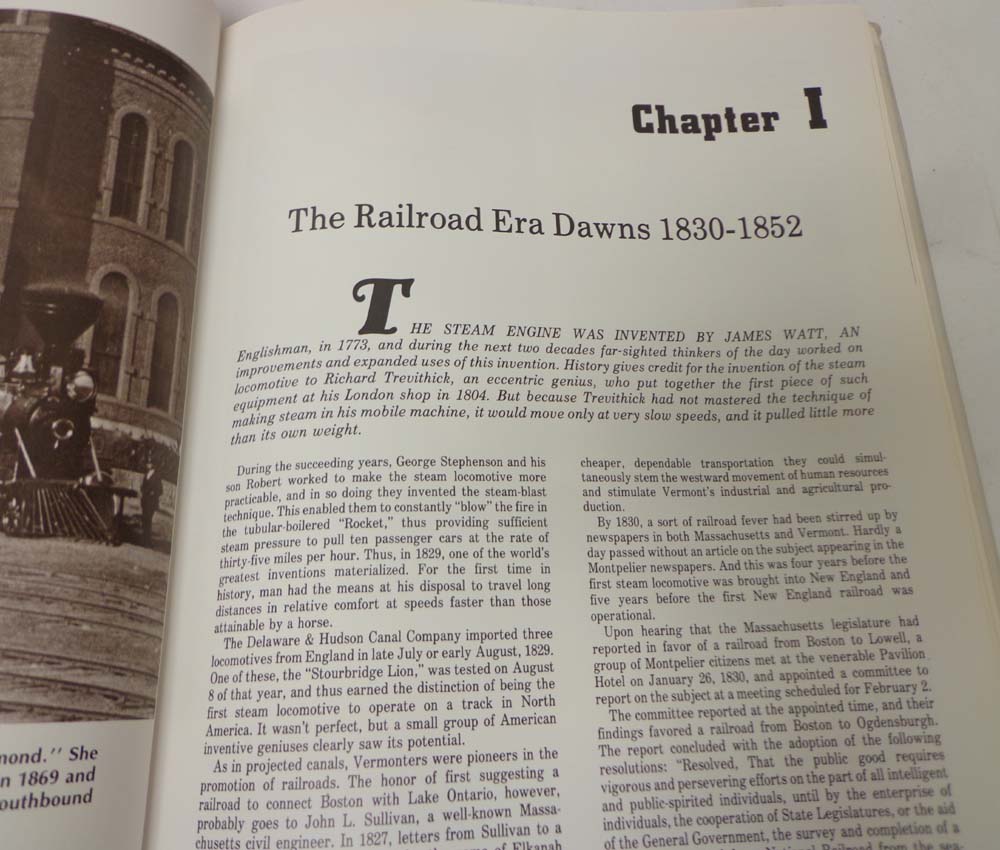 Chapter I
The Railroad Era Dawns 1830-1852
THE STEAM ENGINE WAS INVENTED BY JAMES WATT, AN
Englishman, in 1773, and during the next two decades far-sighted thinkers of the day worked on
improvements and expanded uses of this invention. History gives credit for the invention of the steam
locomotive to Richard Trevithick, an eccentric genius, who put together the first piece of such
equipment at his London shop in 1804. But because Trevithick had not mastered the technique of
making steam in his mobile machine, it would move only at very slow speeds, and it pulled little more
than its own weight.
During the succeeding years, George Stephenson and his
son Robert worked to make the steam locomotive more
practicable, and in so doing they invented the steam-blast
technique. This enabled them to constantly "blow" the fire in
the tubular-boilered "Rocket," thus providing sufficient
steam pressure to pull ten passenger cars at the rate of
thirty-five miles per hour. Thus, in 1829, one of the world's
greatest inventions materialized. For the first time in
history, man had the means at his disposal to travel long
distances in relative comfort at speeds faster than those
attainable by a horse.
The Delaware & Hudson Canal Company imported three
locomotives from England in late July or early August, 1829.
One of these, the "Stourbridge Lion," was tested on August
8 of that year, and thus earned the distinction of being the
first steam locomotive to operate on a track in North
America. It wasn't perfect, but a small group of American
inventive geniuses clearly saw its potential.
As in projected canals, Vermonters were pioneers in the
promotion of railroads. The honor of first suggesting a
railroad to connect Boston with Lake Ontario, however,
probably goes to John L. Sullivan, a well-known Massa-
chusetts civil engineer. In 1827, letters from Sullivan to a
of Elkanah
cheaper, dependable transportation they could simul-
taneously stem the westward movement of human resources
and stimulate Vermont's industrial and agricultural pro-
duction.
By 1830, a sort of railroad fever had been stirred up by
newspapers in both Massachusetts and Vermont. Hardly a
day passed without an article on the subject appearing in the
Montpelier newspapers. And this was four years before the
first steam locomotive was brought into New England and
five years before the first New England railroad was
operational.
Upon hearing that the Massachusetts legislature had
reported in favor of a railroad from Boston to Lowell, a
group of Montpelier citizens met at the venerable Pavilion
Hotel on January 26, 1830, and appointed a committee to
report on the subject at a meeting scheduled for February 2.
The committee reported at the appointed time, and their
findings favored a railroad from Boston to Ogdensburgh.
The report concluded with the adoption of the following
resolutions: "Resolved, That the public good requires
vigorous and persevering efforts on the part of all intelligent
and public-spirited individuals, until by the enterprise of
individuals, the cooperation of State Legislatures, or the aid
of the General Government, the survey and completion of a
National Railroad from the sea-
mond." She
n 1869 and
outhbound